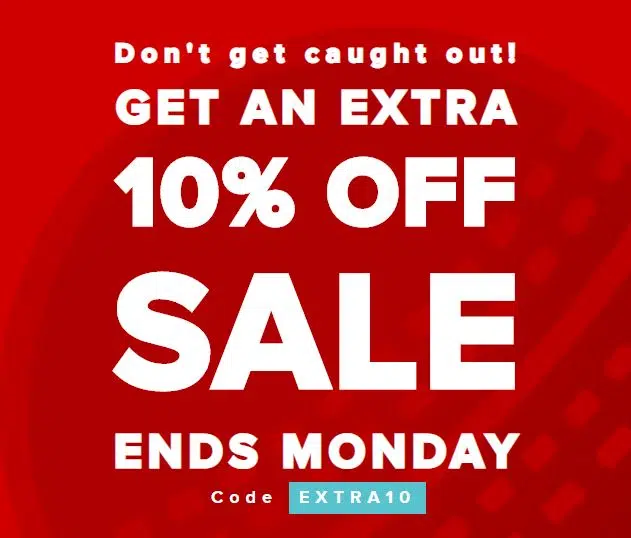 Don't get caught out!
GET AN EXTRA
10% OFF
SALE
ENDS MONDAY
Code EXTRA10